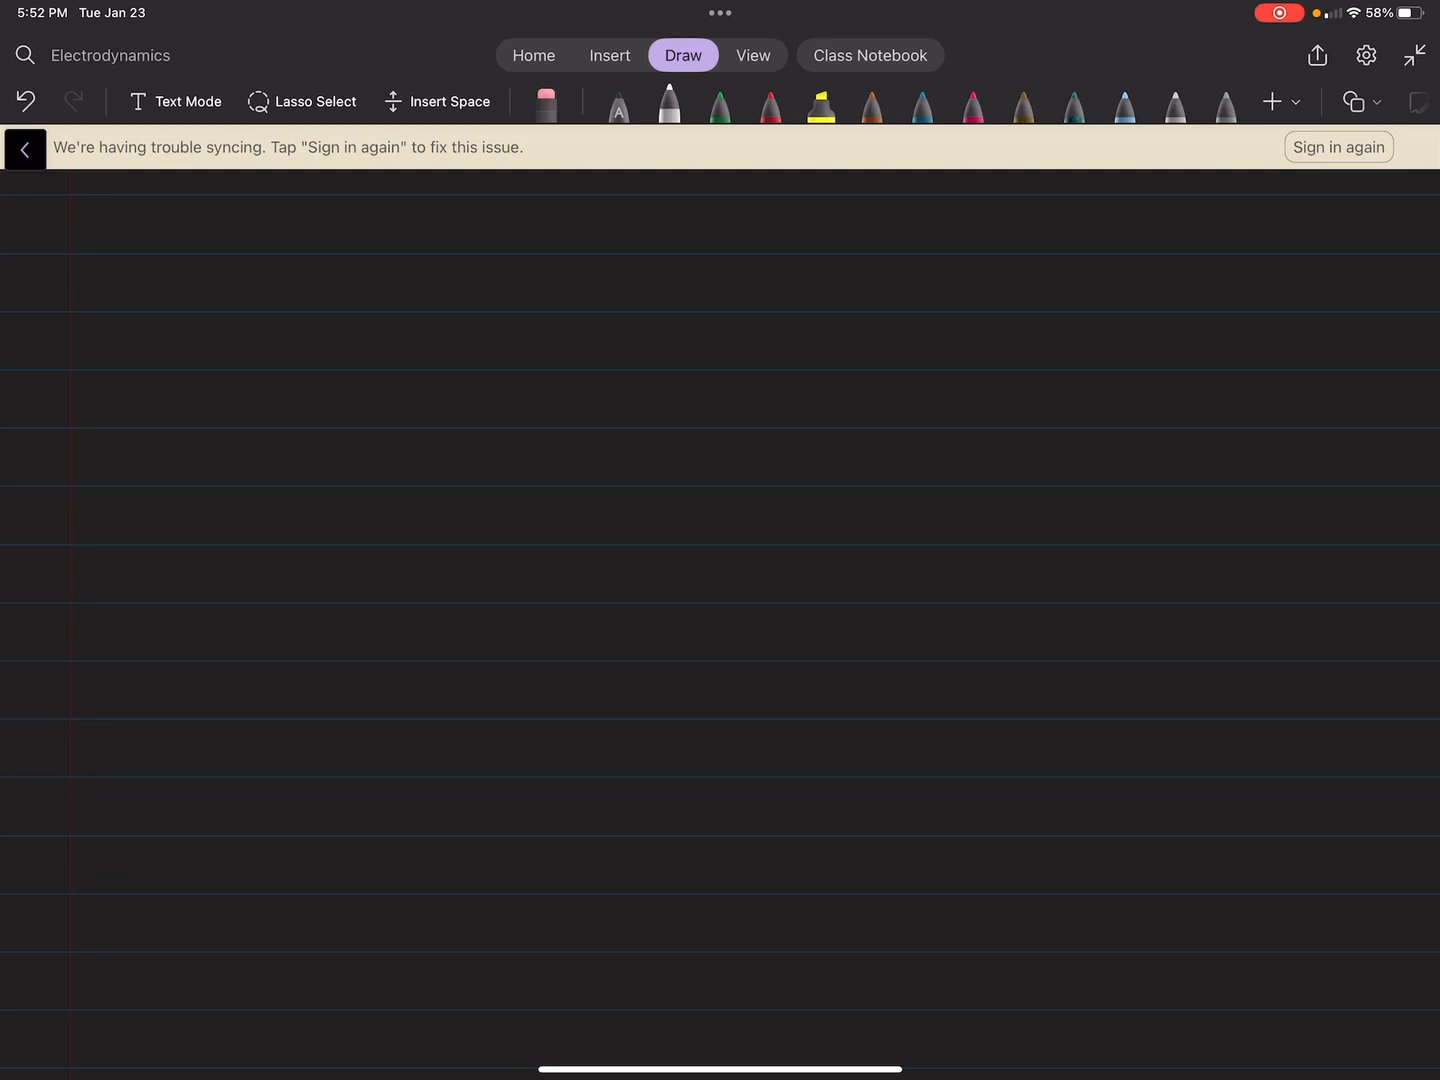 5:52 PM Tue Jan 23 58%
Electrodynamics Home Insert Draw View Class Notebook
Text Mode Lasso Select Insert Space A
We're having trouble syncing. Tap "Sign in again" to fix this issue. Sign in again